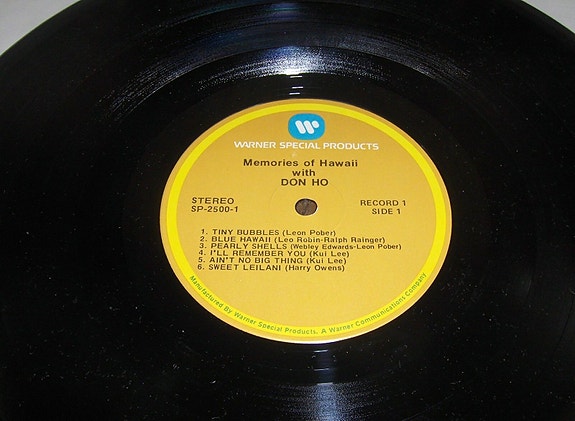 WARNER SPECIAL PRODUCTS
Memories of Hawaii
with
DON HO
STEREO
SP-2500-1
RECORD 1
SIDE 1
1. TINY BUBBLES (Leon Pober)
2. BLUE HAWAII (Leo Robin-Ralph Rainger)
3. PEARLY SHELLS (Webley Edwards-Leon Pober)
4. I'LL REMEMBER YOU (Kui Lee)
5. AIN'T NO BIG THING (Kui Lee)
6. SWEET LEILANI (Harry Owens)
Manufactured By Warner Special Products. A Warner Communications Company